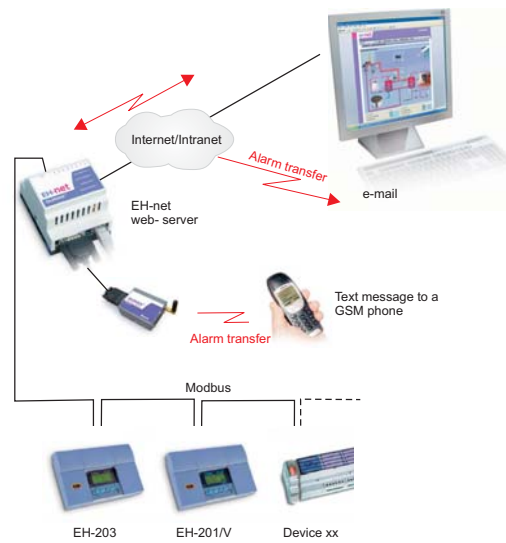 Internet/Intranet
Alarm transfer
e-mail
EH-net
EH-net
web- server
Text message to a
GSM phone
Alarm transfer
Modbus
EH-203
EH-201/V
Device xx